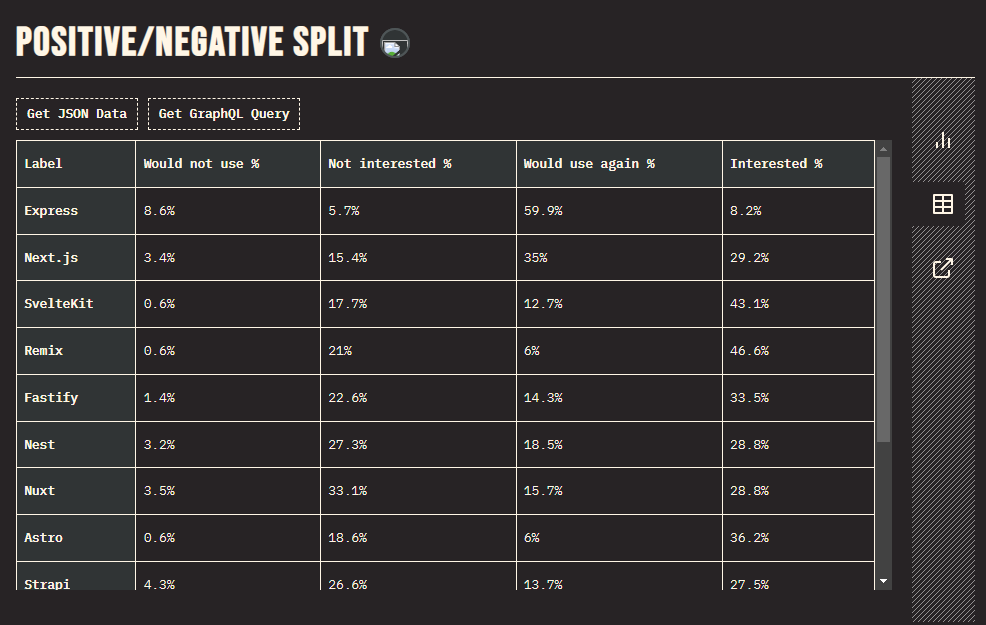 POSITIVE/NEGATIVE SPLIT
Get JSON Data Get GraphQL Query
Label Would not use % Not interested % Would use again % Interested %
Express 8.6% 5.7% 59.9% 8.2%
Next.js 3.4% 15.4% 35% 29.2%
SvelteKit 0.6% 17.7% 12.7% 43.1%
Remix 0.6% 21% 6% 46.6%
Fastify 1.4% 22.6% 14.3% 33.5%
Nest 3.2% 27.3% 18.5% 28.8%
Nuxt 3.5% 33.1% 15.7% 28.8%
Astro 0.6% 18.6% 6% 36.2%
Strapi 4.3% 26.6% 13.7% 27.5%